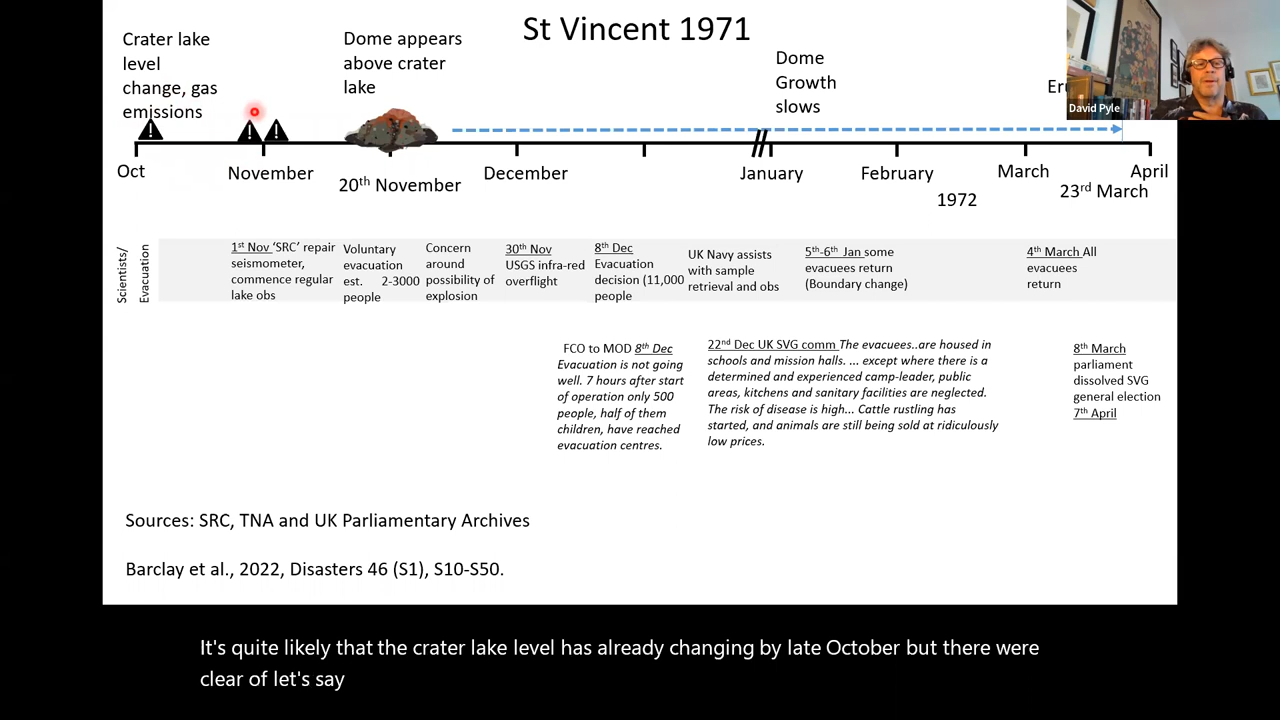 St Vincent 1971
Crater lake
level
change, gas
emissions
Dome appears
above crater
lake
Dome
Growth
slows
David Pyle
Oct
November
20th November
December
January
February
1972
March
23rd March
April
Scientists/
Evacuation
1st Nov ‘SRC’ repair
seismometer,
commence regular
lake obs
Voluntary
evacuation
est. 2-3000
people
Concern
around
possibility of
explosion
30th Nov
USGS infra-red
overflight
8th Dec
Evacuation
decision (11,000
people
UK Navy assists
with sample
retrieval and obs
5th-6th Jan some
evacuees return
(Boundary change)
4th March All
evacuees
return
FCO to MOD 8th Dec
Evacuation is not going
well. 7 hours after start
of operation only 500
people, half of them
children, have reached
evacuation centres.
22nd Dec UK SVG comm The evacuees..are housed in
schools and mission halls. ... except where there is a
determined and experienced camp-leader, public
areas, kitchens and sanitary facilities are neglected.
The risk of disease is high... Cattle rustling has
started, and animals are still being sold at ridiculously
low prices.
8th March
parliament
dissolved SVG
general election
7th April
Sources: SRC, TNA and UK Parliamentary Archives
Barclay et al., 2022, Disasters 46 (S1), S10-S50.
It's quite likely that the crater lake level has already changing by late October but there were
clear of let's say